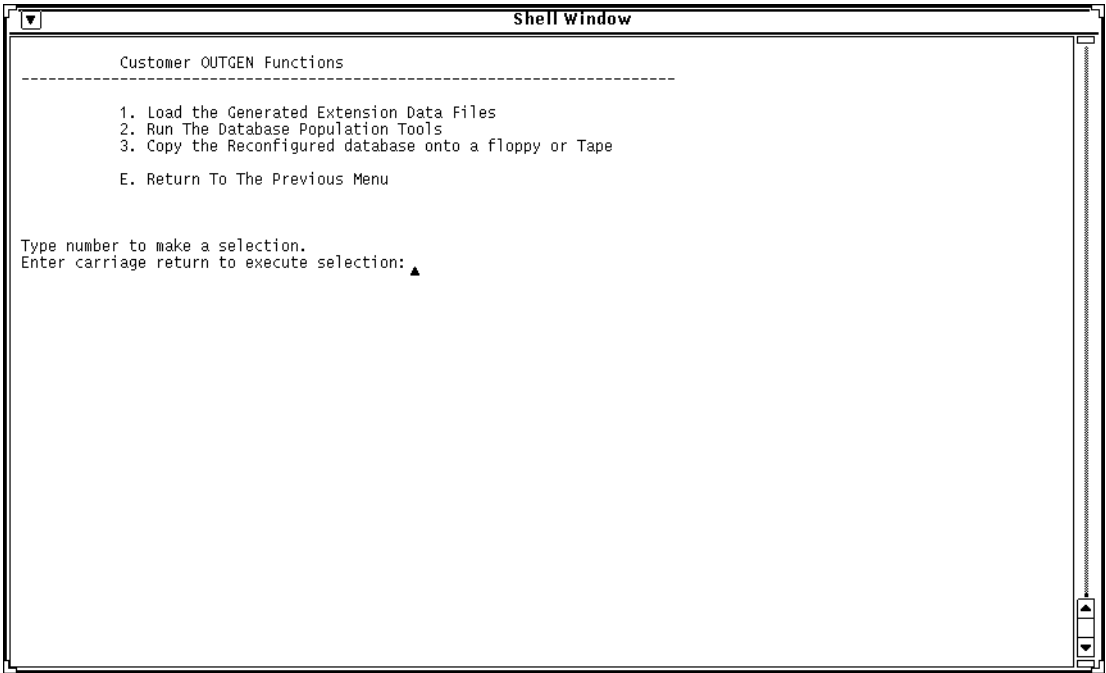 Shell Window
Customer OUTGEN Functions
-------------------------------------------------------------------------
1. Load the Generated Extension Data Files
2. Run The Database Population Tools
3. Copy the Reconfigured database onto a floppy or Tape
E. Return To The Previous Menu
Type number to make a selection.
Enter carriage return to execute selection: